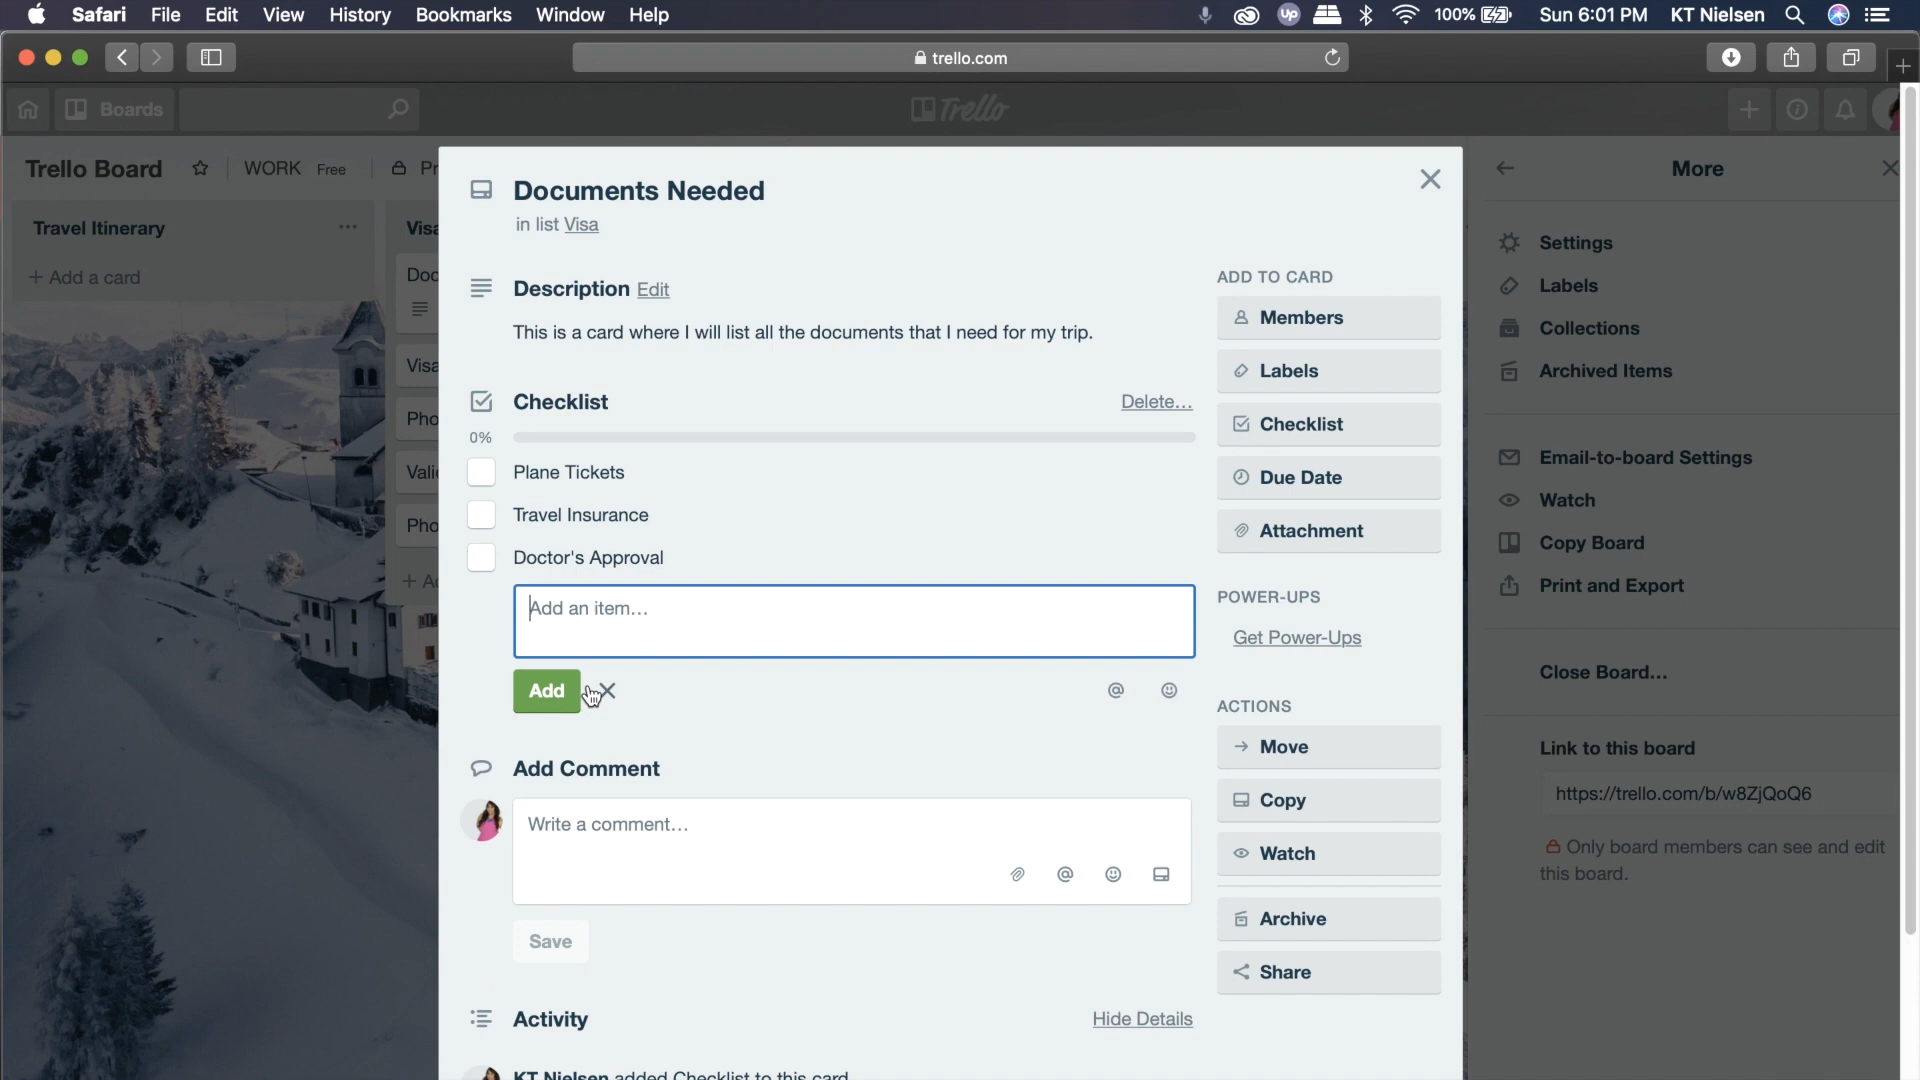 Safari File Edit View History Bookmarks Window Help Up 100% Sun 6:01 PM KT Nielsen
trello.com
Boards Trello
Trello Board WORK Free Pr
More
Travel Itinerary
+ Add a card
Visa
Doc
Visa
Pho
Vali
Pho
+ A
Documents Needed
in list Visa
Description Edit
This is a card where I will list all the documents that I need for my trip.
Checklist Delete...
0%
Plane Tickets
Travel Insurance
Doctor's Approval
Add an item...
Add
Add Comment
Write a comment...
Save
Activity Hide Details
KT Nielsen added Checklist to this card
ADD TO CARD
Members
Labels
Checklist
Due Date
Attachment
POWER-UPS
Get Power-Ups
ACTIONS
Move
Copy
Watch
Archive
Share
Settings
Labels
Collections
Archived Items
Email-to-board Settings
Watch
Copy Board
Print and Export
Close Board...
Link to this board
https://trello.com/b/w8ZjQoQ6
Only board members can see and edit
this board.